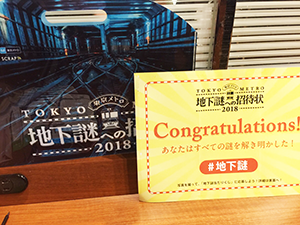 SCRAP
TOKYO 東京メトロ METRO
地下謎への招待状
2018
TOKYO METRO
地下謎への招待状
2018
Congratulations!
あなたはすべての謎を解き明かした!
#地下謎